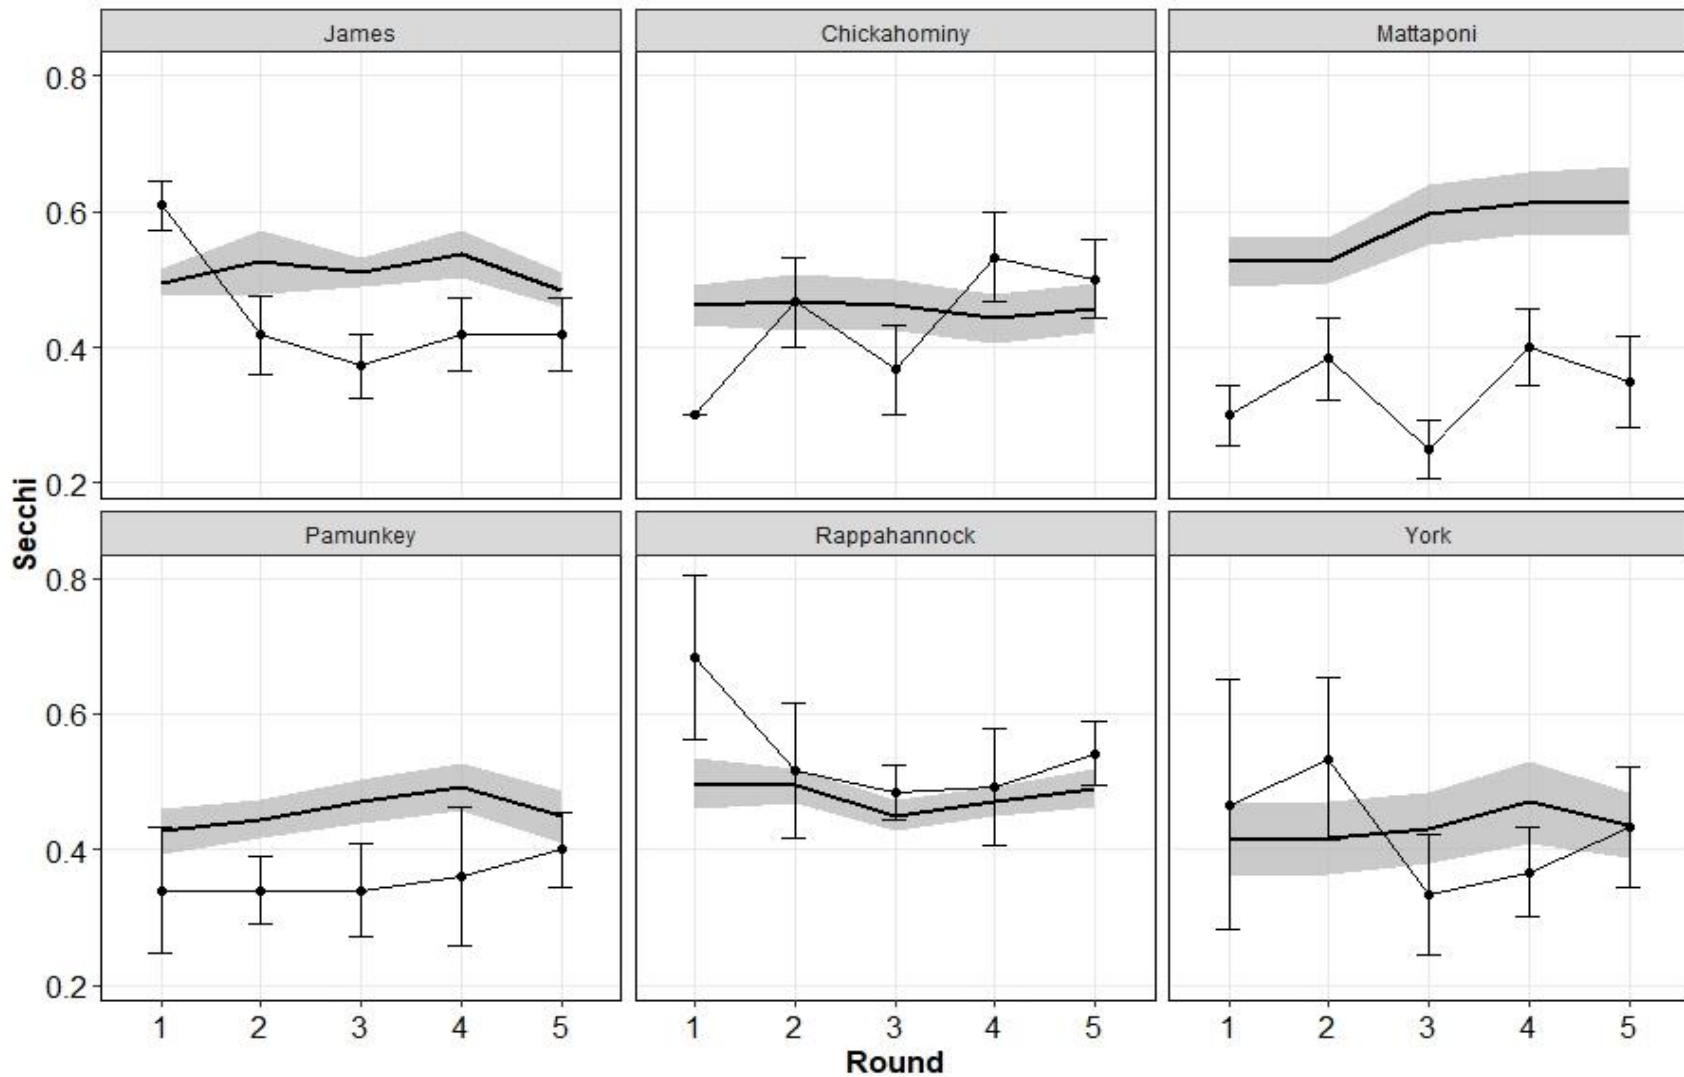 James Chickahominy Mattaponi
0.8
0.6
0.4
0.2
Secchi
Pamunkey Rappahannock York
0.8
0.6
0.4
0.2
1 2 3 4 5 1 2 3 4 5 1 2 3 4 5
Round